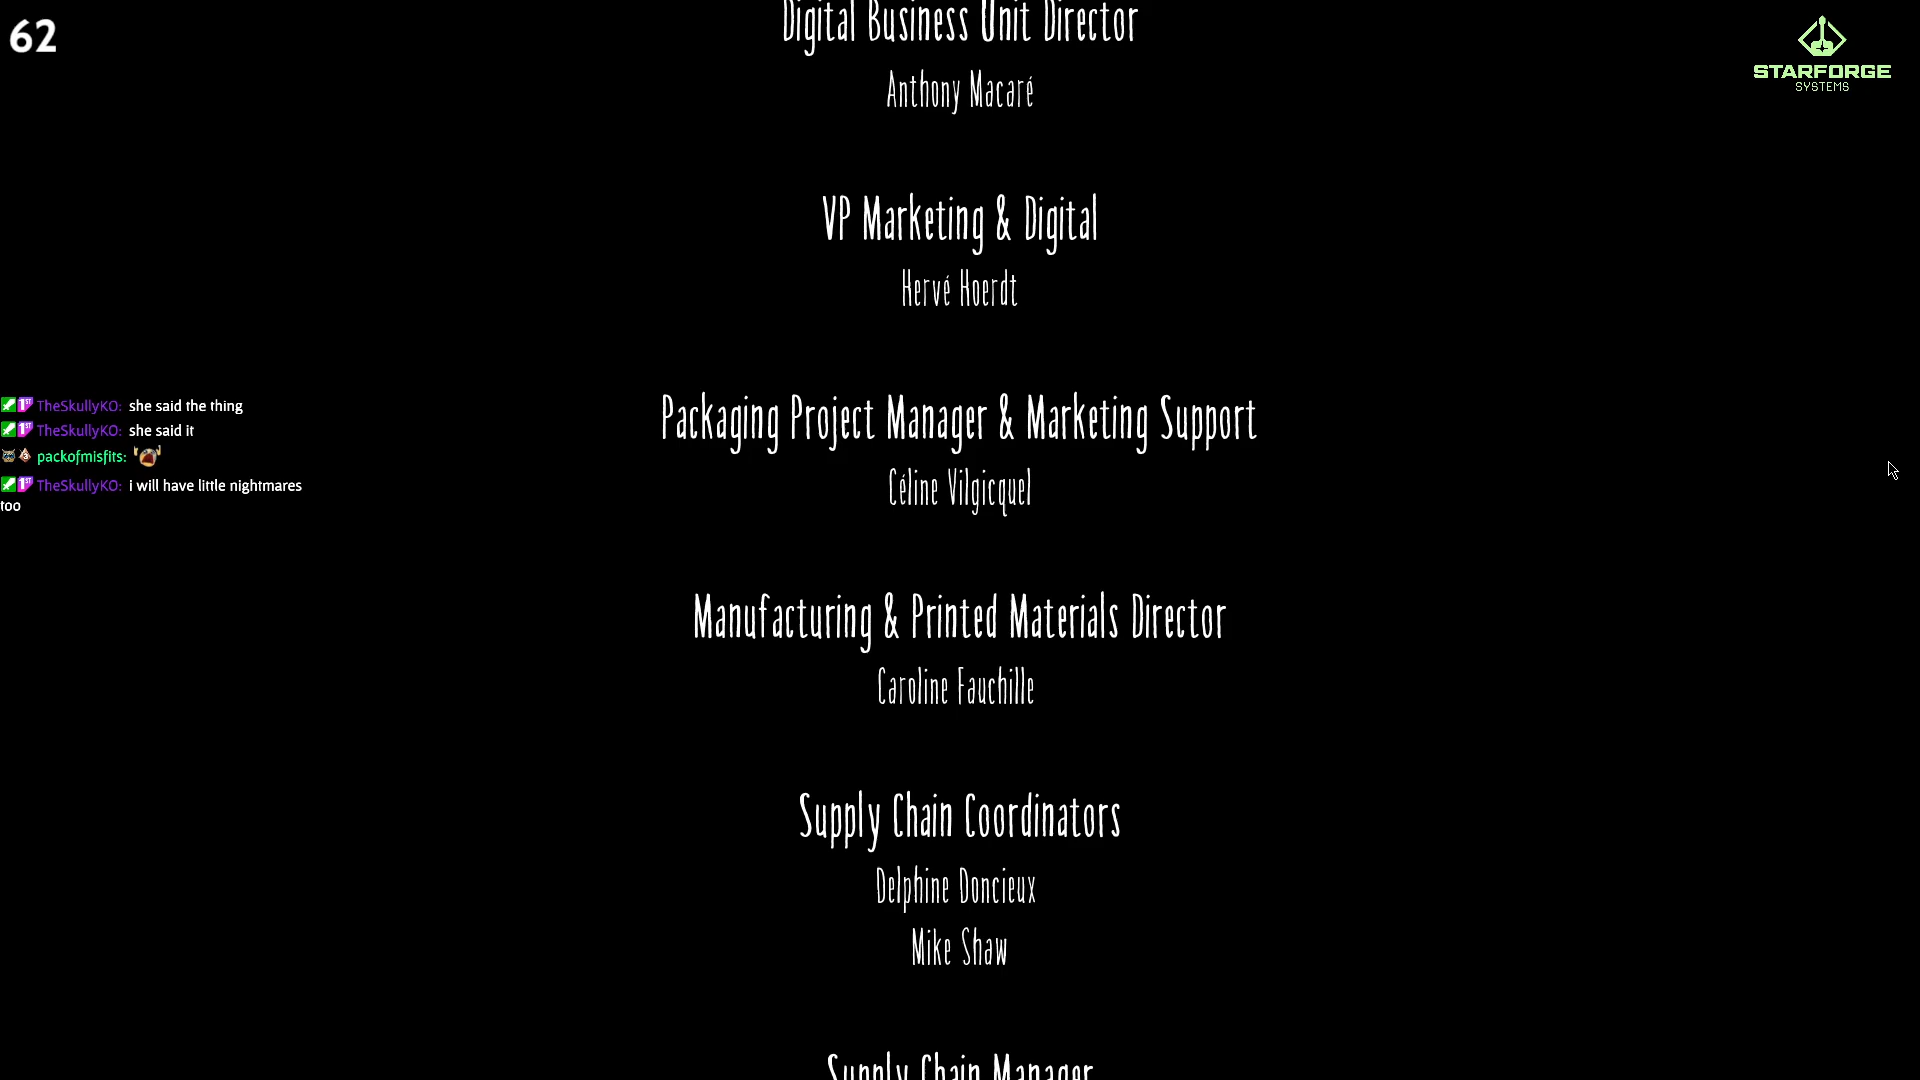 62
Digital Business Unit Director
Anthony Macaré
STARFORGE
SYSTEMS
VP Marketing & Digital
Hervé Hoerdt
Packaging Project Manager & Marketing Support
Céline Vilgicquel
TheSkullyKO: she said the thing
TheSkullyKO: she said it
packofmisfits:
TheSkullyKO: i will have little nightmares
too
Manufacturing & Printed Materials Director
Caroline Fauchille
Supply Chain Coordinators
Delphine Doncieux
Mike Shaw
Supply Chain Manager